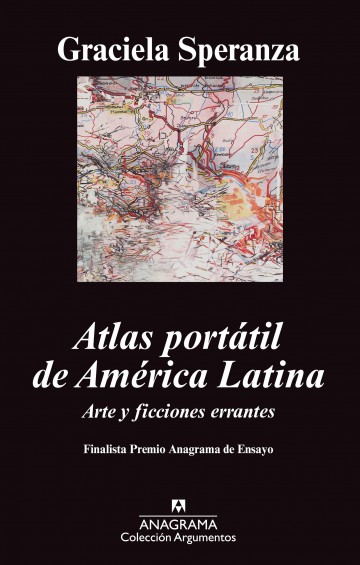 Graciela Speranza
Atlas portátil
de América Latina
Arte y ficciones errantes
Finalista Premio Anagrama de Ensayo
ANAGRAMA
Colección Argumentos